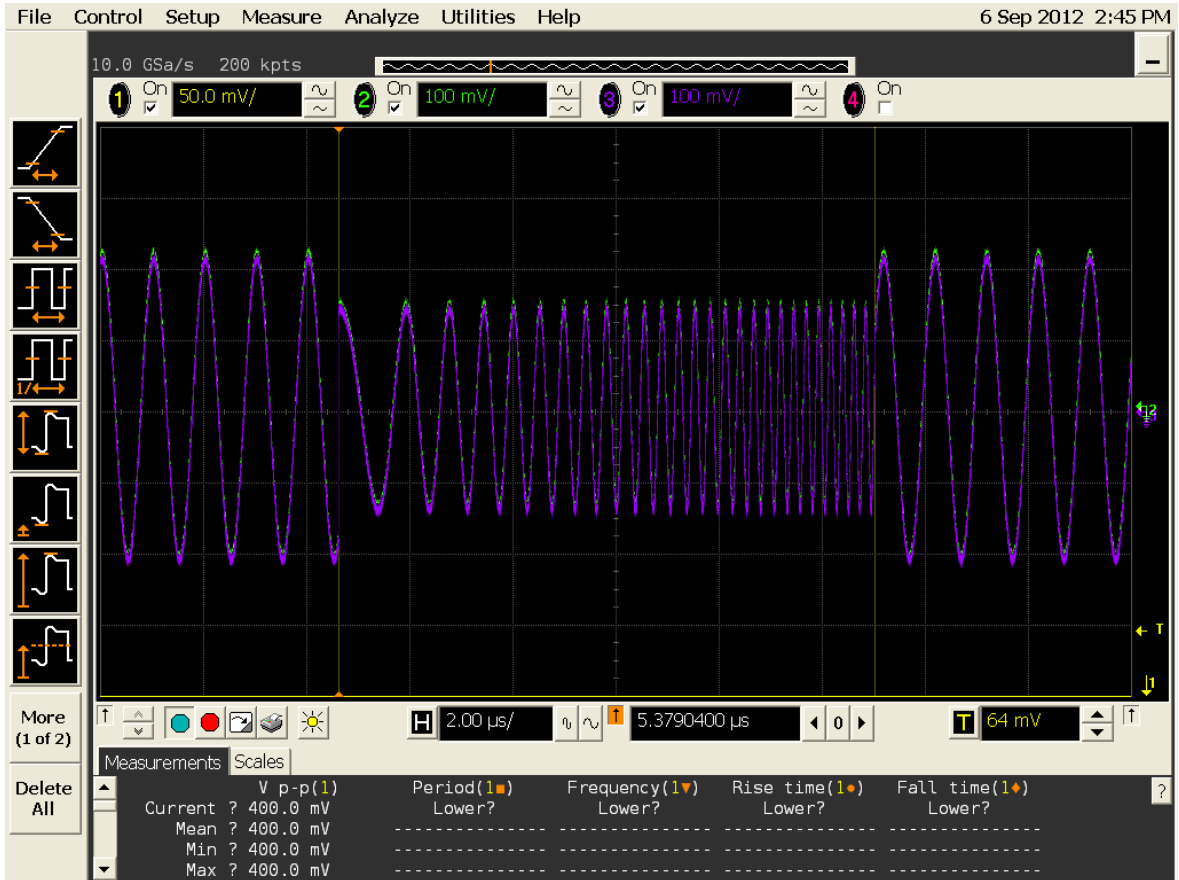 File Control Setup Measure Analyze Utilities Help 6 Sep 2012 2:45 PM
10.0 GSa/s 200 kpts
1 On 50.0 mV/ 2 On 100 mV/ 3 On 100 mV/ 4 On
1/
2
T
1
More
(1 of 2)
Delete
All
H 2.00 µs/ 5.3790400 µs 0 T 64 mV
Measurements Scales
V p-p(1) Period(1■) Frequency(1▼) Rise time(1●) Fall time(1♦) ?
Current ? 400.0 mV Lower? Lower? Lower? Lower?
Mean ? 400.0 mV --------------- --------------- --------------- ---------------
Min ? 400.0 mV --------------- --------------- --------------- ---------------
Max ? 400.0 mV --------------- --------------- --------------- ---------------